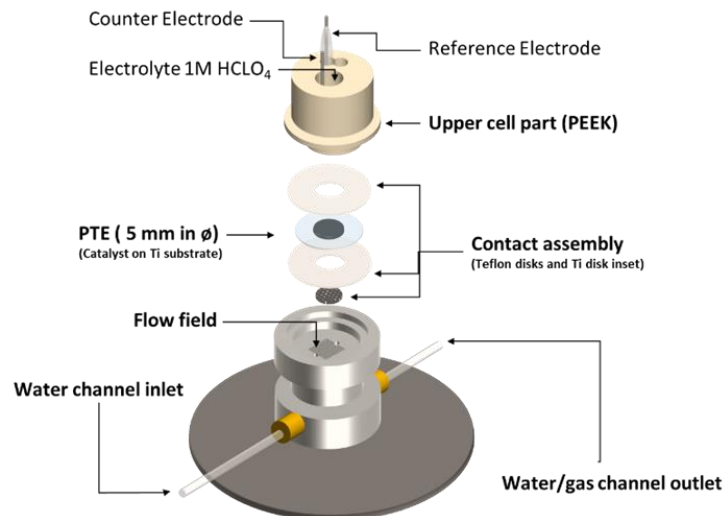 Counter Electrode
Reference Electrode
Electrolyte 1M HCLO4
Upper cell part (PEEK)
PTE ( 5 mm in ø)
(Catalyst on Ti substrate)
Contact assembly
(Teflon disks and Ti disk inset)
Flow field
Water channel inlet
Water/gas channel outlet